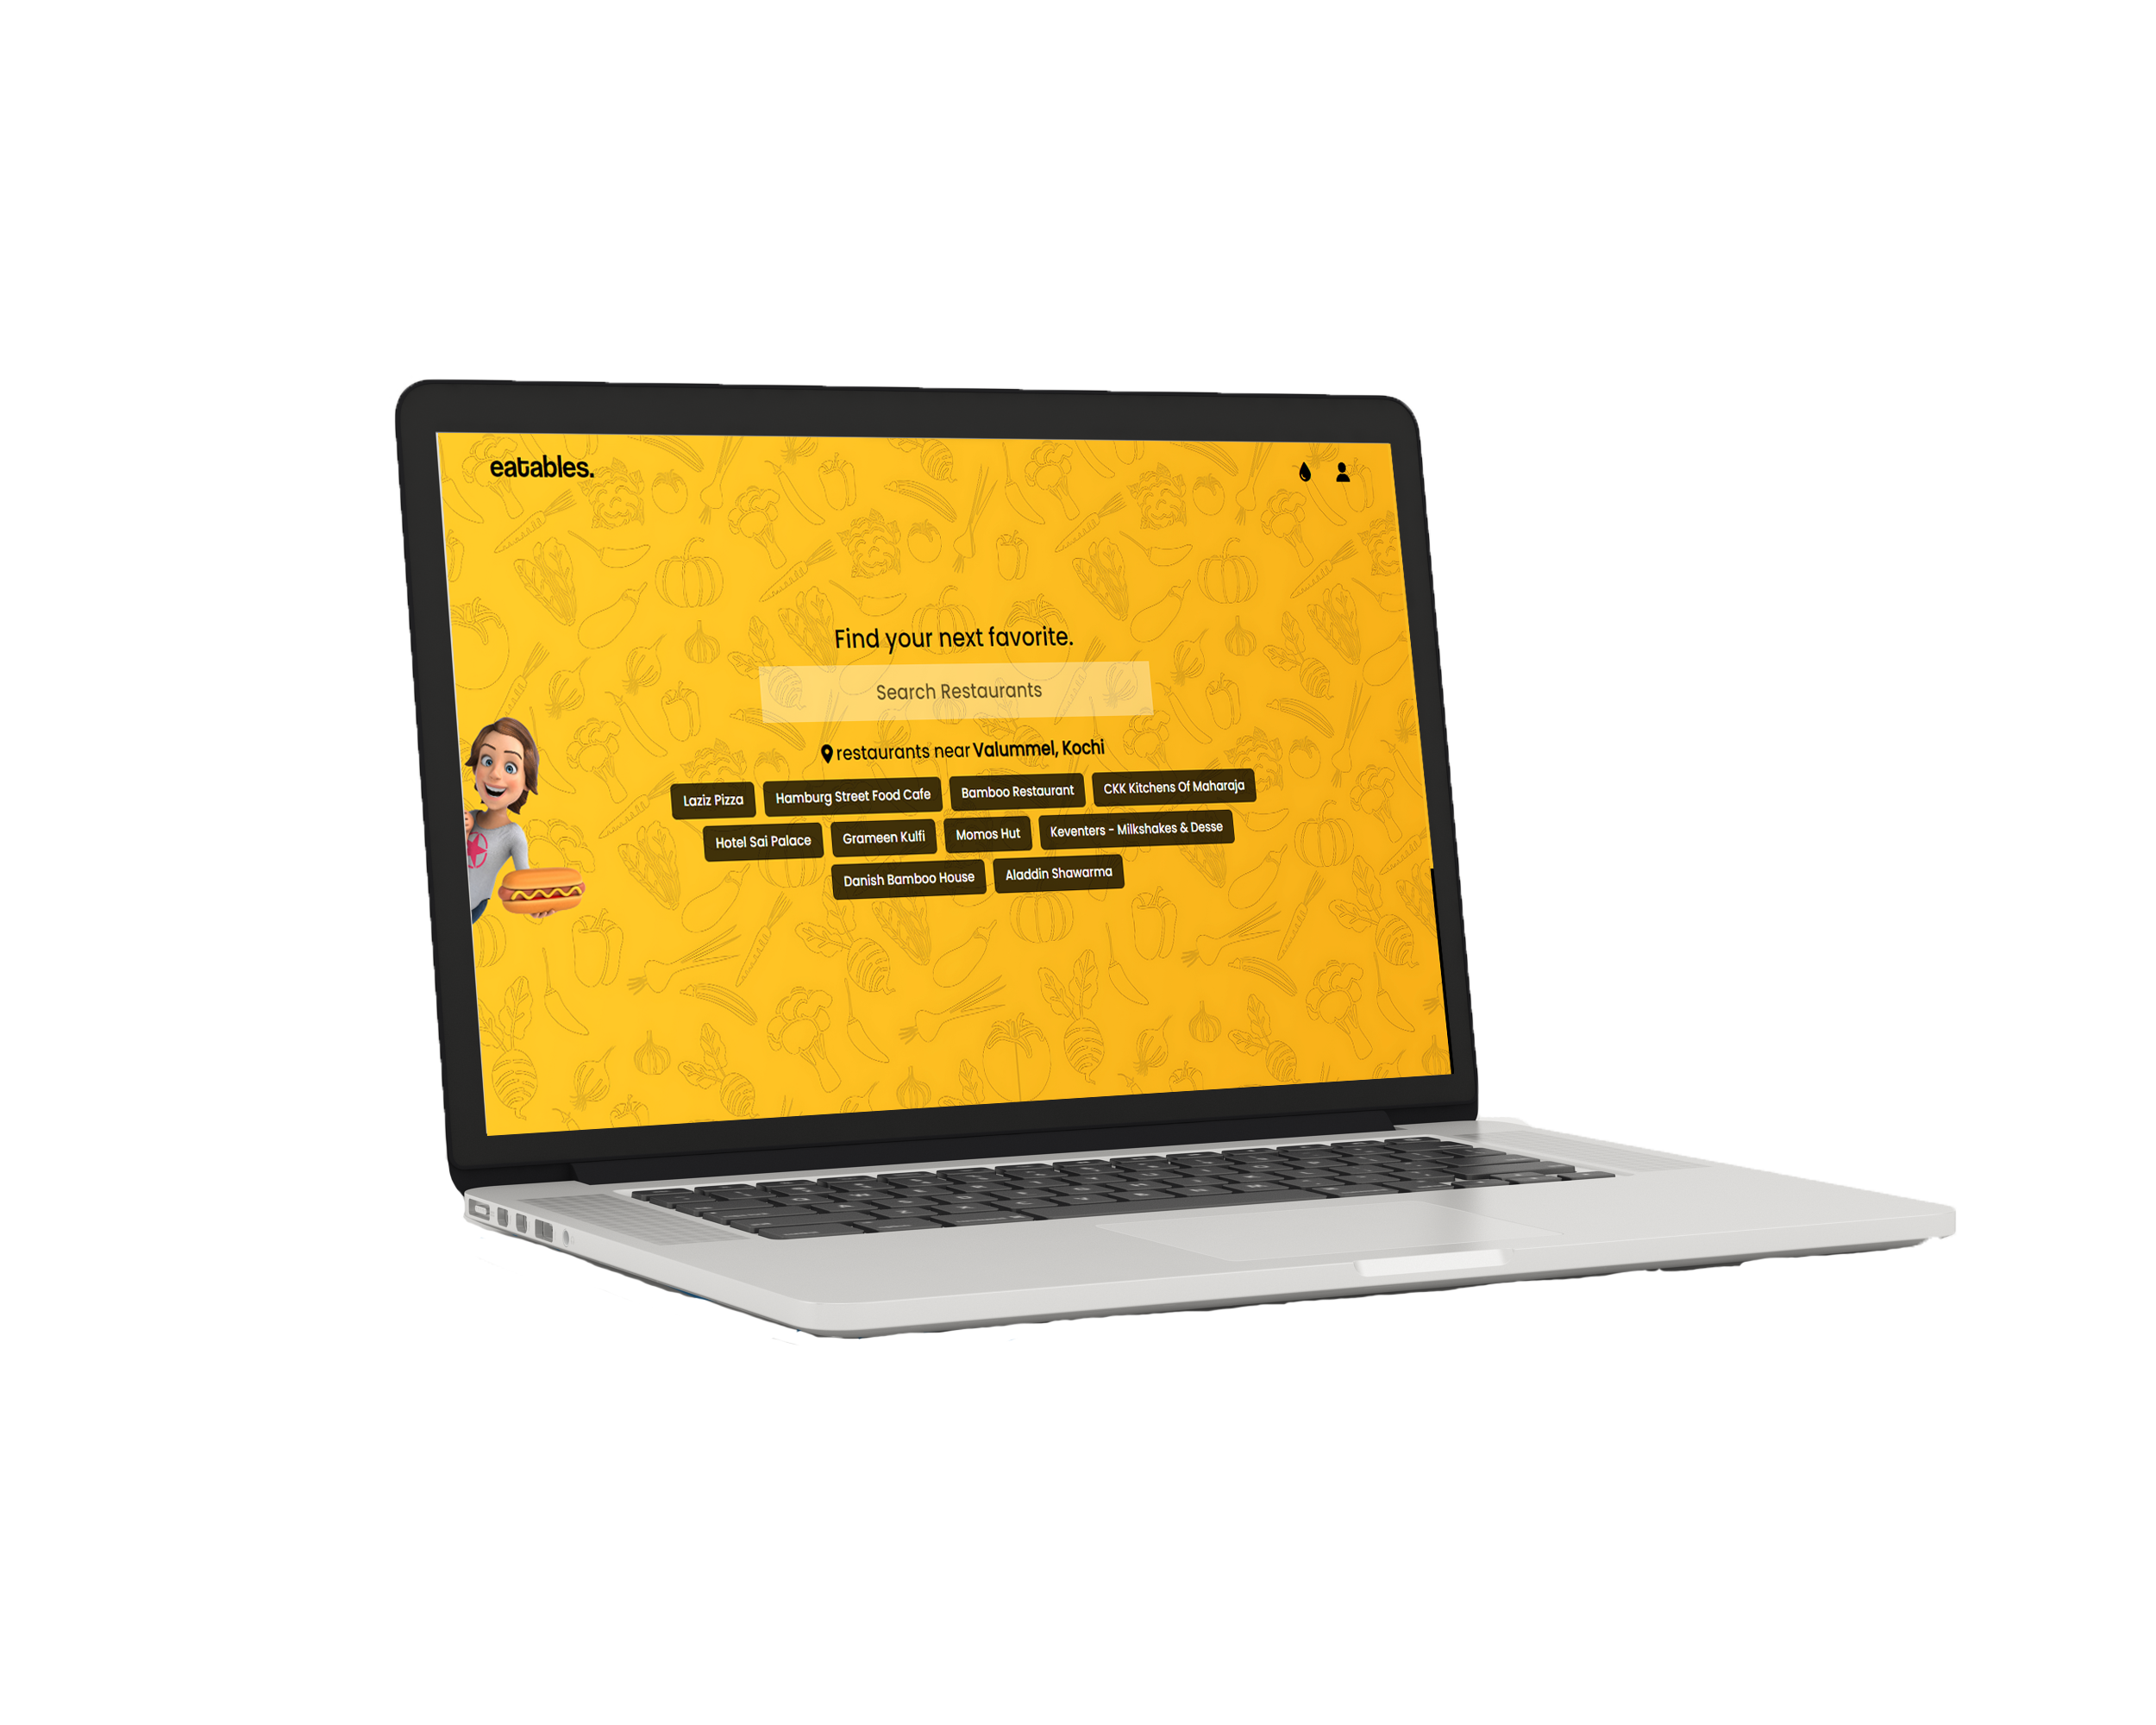 eatables.
Find your next favorite.
Search Restaurants
restaurants near Valummel, Kochi
Laziz Pizza Hamburg Street Food Cafe Bamboo Restaurant CKK Kitchens Of Maharaja
Hotel Sai Palace Grameen Kulfi Momos Hut Keventers - Milkshakes & Desse
Danish Bamboo House Aladdin Shawarma